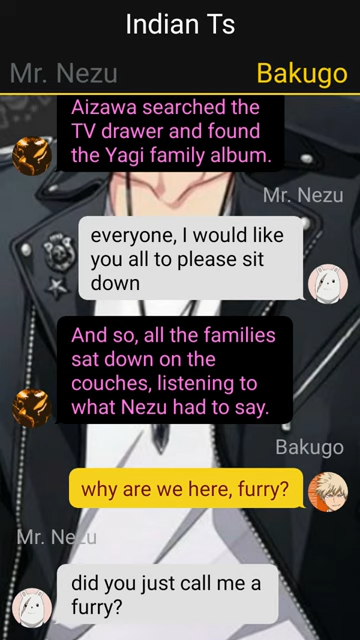 Indian Ts
Mr. Nezu
Bakugo
Aizawa searched the
TV drawer and found
the Yagi family album.
Mr. Nezu
everyone, I would like
you all to please sit
down
And so, all the families
sat down on the
couches, listening to
what Nezu had to say.
Bakugo
why are we here, furry?
Mr. Nezu
did you just call me a
furry?